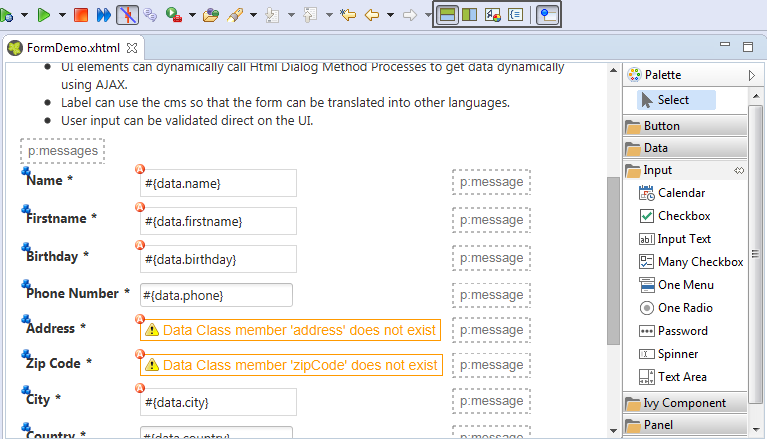 FormDemo.xhtml
UI elements can dynamically call Html Dialog Method Processes to get data dynamically
using AJAX.
Label can use the cms so that the form can be translated into other languages.
User input can be validated direct on the UI.
p:messages
Name * #{data.name} p:message
Firstname * #{data.firstname} p:message
Birthday * #{data.birthday} p:message
Phone Number * #{data.phone} p:message
Address * Data Class member 'address' does not exist p:message
Zip Code * Data Class member 'zipCode' does not exist p:message
City * #{data.city} p:message
Country * #{data.country} p:message
Palette
Select
Button
Data
Input
Calendar
Checkbox
Input Text
Many Checkbox
One Menu
One Radio
Password
Spinner
Text Area
Ivy Component
Panel